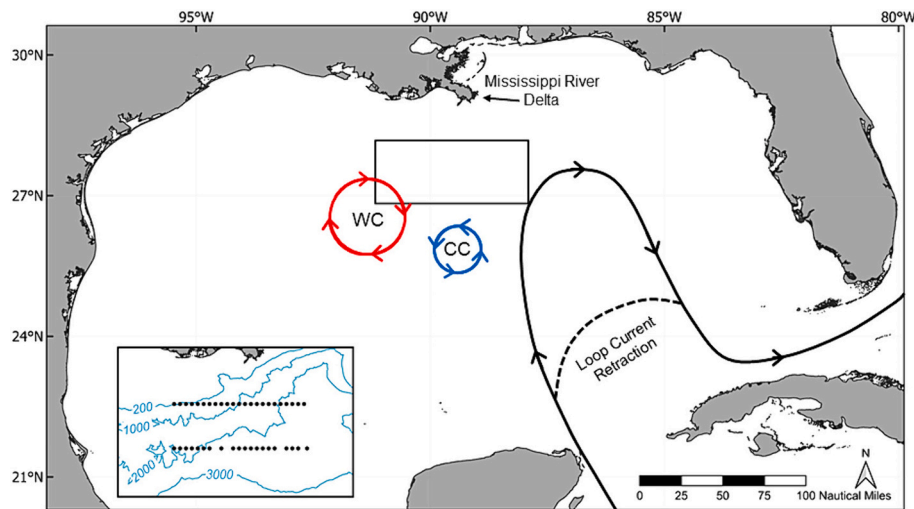 95°W 90°W 85°W 80°W
30°N
Mississippi River
Delta
27°N
WC
CC
24°N
Loop Current
Retraction
200
1000
2000
3000
21°N
N
0 25 50 75 100 Nautical Miles